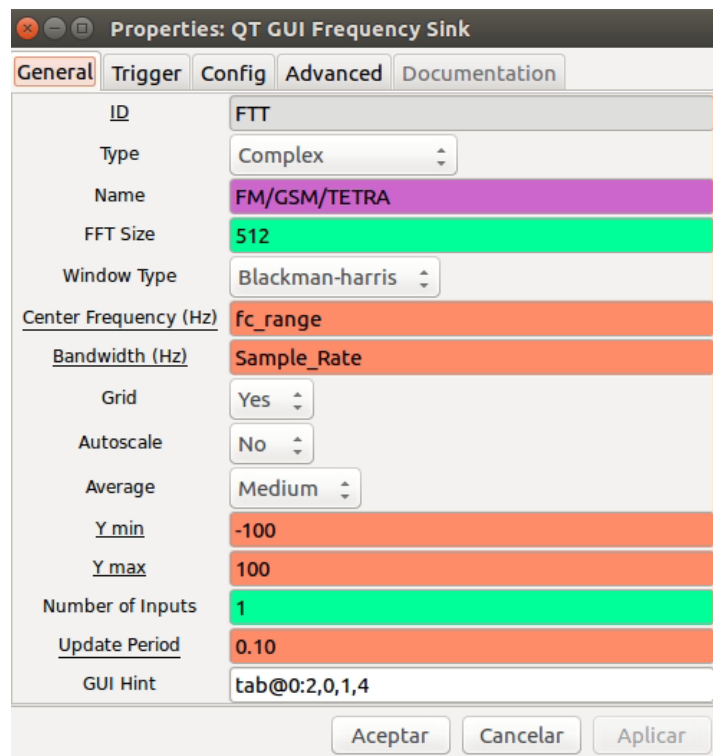 Properties: QT GUI Frequency Sink
General Trigger Config Advanced Documentation
ID FTT
Type Complex
Name FM/GSM/TETRA
FFT Size 512
Window Type Blackman-harris
Center Frequency (Hz) fc_range
Bandwidth (Hz) Sample_Rate
Grid Yes
Autoscale No
Average Medium
Y min -100
Y max 100
Number of Inputs 1
Update Period 0.10
GUI Hint tab@0:2,0,1,4
Aceptar Cancelar Aplicar